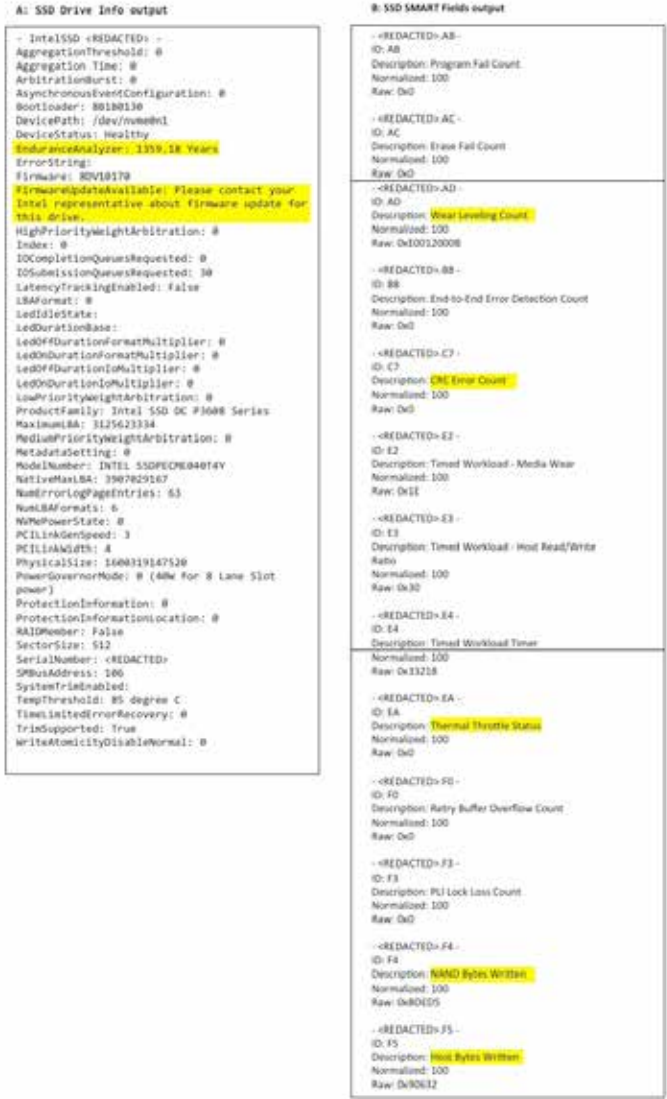 A: SSD Drive Info output
- IntelSSD <REDACTED> -
AggregationThreshold: 0
Aggregation Time: 0
ArbitrationBurst: 0
AsynchronousEventConfiguration: 0
Bootloader: 8B1B0130
DevicePath: /dev/nvme0n1
DeviceStatus: Healthy
EnduranceAnalyzer: 1359.18 Years
ErrorString:
Firmware: 8DV10170
FirmwareUpdateAvailable: Please contact your
Intel representative about firmware update for
this drive.
HighPriorityWeightArbitration: 0
Index: 0
IOCompletionQueuesRequested: 30
IOSubmissionQueuesRequested: 30
LatencyTrackingEnabled: False
LBAFormat: 0
LedIdleState:
LedDurationBase:
LedOffDurationFormatMultiplier: 0
LedOnDurationFormatMultiplier: 0
LedOffDurationIoMultiplier: 0
LedOnDurationIoMultiplier: 0
LowPriorityWeightArbitration: 0
ProductFamily: Intel SSD DC P3608 Series
MaximumLBA: 3125623334
MediumPriorityWeightArbitration: 0
MetadataSetting: 0
ModelNumber: INTEL SSDPECME040T4Y
NativeMaxLBA: 3907029167
NumErrorLogPageEntries: 63
NumLBAFormats: 6
NVMePowerState: 0
PCILinkGenSpeed: 3
PCILinkWidth: 4
PhysicalSize: 1600319147520
PowerGovernorMode: 0 (40W for 8 Lane Slot
power)
ProtectionInformation: 0
ProtectionInformationLocation: 0
RAIDMember: False
SectorSize: 512
SerialNumber: <REDACTED>
SMBusAddress: 106
SystemTrimEnabled:
TempThreshold: 85 degree C
TimeLimitedErrorRecovery: 0
TrimSupported: True
WriteAtomicityDisableNormal: 0
B: SSD SMART Fields output
- <REDACTED>.AB-
ID: AB
Description: Program Fail Count
Normalized: 100
Raw: 0x0
- <REDACTED>.AC -
ID: AC
Description: Erase Fail Count
Normalized: 100
Raw: 0x0
- <REDACTED>.AD -
ID: AD
Description: Wear Leveling Count
Normalized: 100
Raw: 0x100120008
- <REDACTED>.B8 -
ID: B8
Description: End-to-End Error Detection Count
Normalized: 100
Raw: 0x0
- <REDACTED>.C7 -
ID: C7
Description: CRC Error Count
Normalized: 100
Raw: 0x0
- <REDACTED>.E2 -
ID: E2
Description: Timed Workload - Media Wear
Normalized: 100
Raw: 0x1E
- <REDACTED>.E3 -
ID: E3
Description: Timed Workload - Host Read/Write
Ratio
Normalized: 100
Raw: 0x30
- <REDACTED>.E4 -
ID: E4
Description: Timed Workload Timer
Normalized: 100
Raw: 0x33218
- <REDACTED>.EA -
ID: EA
Description: Thermal Throttle Status
Normalized: 100
Raw: 0x0
- <REDACTED>.F0 -
ID: F0
Description: Retry Buffer Overflow Count
Normalized: 100
Raw: 0x0
- <REDACTED>.F3 -
ID: F3
Description: PLI Lock Loss Count
Normalized: 100
Raw: 0x0
- <REDACTED>.F4 -
ID: F4
Description: NAND Bytes Written
Normalized: 100
Raw: 0x8DED5
- <REDACTED>.F5 -
ID: F5
Description: Host Bytes Written
Normalized: 100
Raw: 0x90632